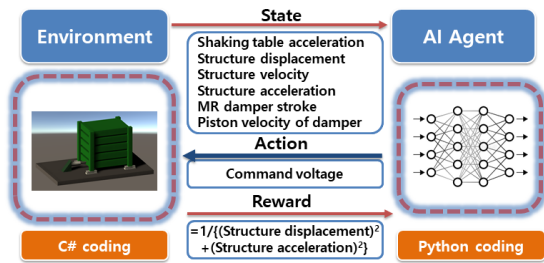 State
Environment
AI Agent
Shaking table acceleration
Structure displacement
Structure velocity
Structure acceleration
MR damper stroke
Piston velocity of damper
Action
Command voltage
Reward
=1/{(Structure displacement)²
+(Structure acceleration)²}
C# coding
Python coding